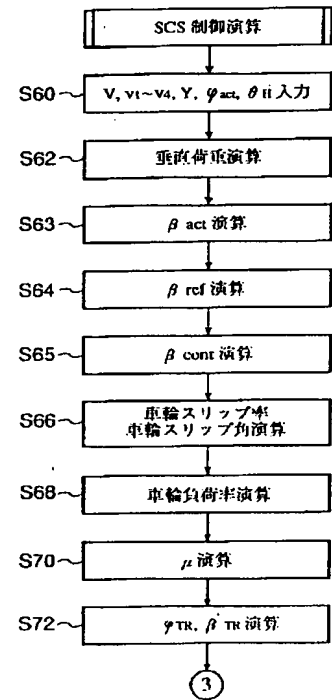 SCS 制御演算
S60 V, v1~v4, Y, φact, θti 入力
S62 垂直荷重演算
S63 β act 演算
S64 β ref 演算
S65 β cont 演算
S66 車輪スリップ率
車輪スリップ角演算
S68 車輪負荷率演算
S70 μ演算
S72 φTR, β TR 演算
3